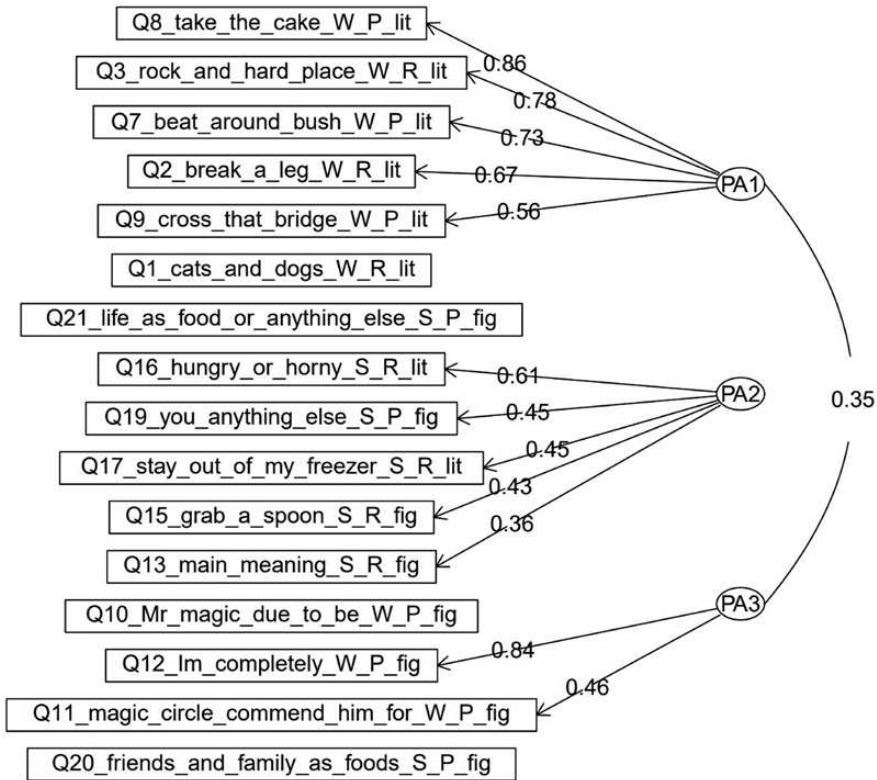 Q8_take_the_cake_W_P_lit
0.86
Q3_rock_and_hard_place_W_R_lit
0.78
Q7_beat_around_bush_W_P_lit
0.73
Q2_break_a_leg_W_R_lit
0.67
PA1
Q9_cross_that_bridge_W_P_lit
0.56
Q1_cats_and_dogs_W_R_lit
Q21_life_as_food_or_anything_else_S_P_fig
Q16_hungry_or_horny_S_R_lit
0.61
PA2
0.35
Q19_you_anything_else_S_P_fig
0.45
Q17_stay_out_of_my_freezer_S_R_lit
0.45
Q15_grab_a_spoon_S_R_fig
0.43
Q13_main_meaning_S_R_fig
0.36
Q10_Mr_magic_due_to_be_W_P_fig
PA3
Q12_Im_completely_W_P_fig
0.84
Q11_magic_circle_commend_him_for_W_P_fig
0.46
Q20_friends_and_family_as_foods_S_P_fig